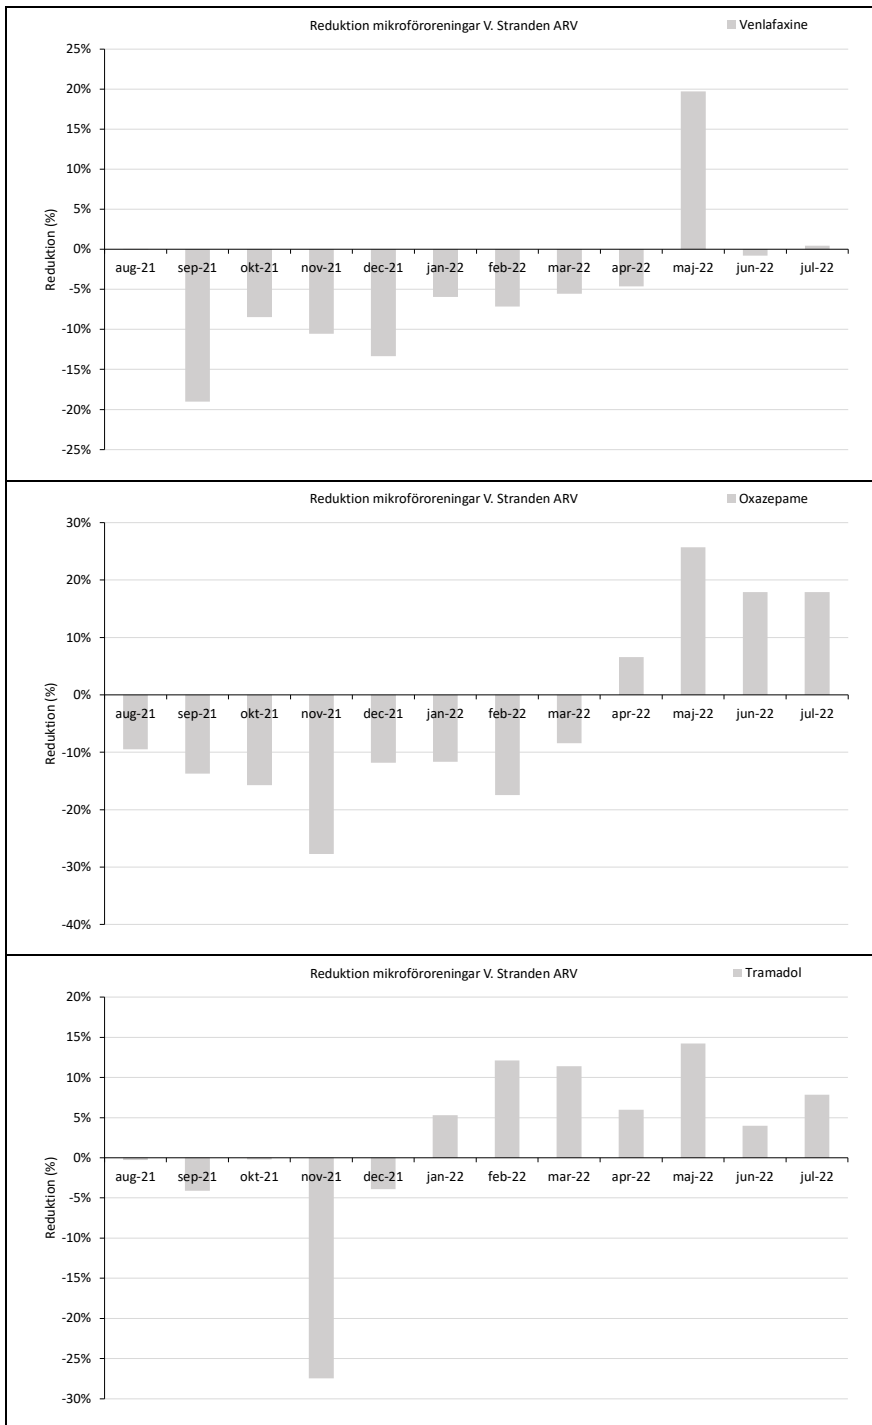 Reduktion mikroföroreningar V. Stranden ARV
Venlafaxine
25%
20%
15%
10%
5%
0%
-5%
-10%
-15%
-20%
-25%
Reduktion (%)
aug-21 sep-21 okt-21 nov-21 dec-21 jan-22 feb-22 mar-22 apr-22 maj-22 jun-22 jul-22
Reduktion mikroföroreningar V. Stranden ARV
Oxazepame
30%
20%
10%
0%
-10%
-20%
-30%
-40%
Reduktion (%)
aug-21 sep-21 okt-21 nov-21 dec-21 jan-22 feb-22 mar-22 apr-22 maj-22 jun-22 jul-22
Reduktion mikroföroreningar V. Stranden ARV
Tramadol
20%
15%
10%
5%
0%
-5%
-10%
-15%
-20%
-25%
-30%
Reduktion (%)
aug-21 sep-21 okt-21 nov-21 dec-21 jan-22 feb-22 mar-22 apr-22 maj-22 jun-22 jul-22